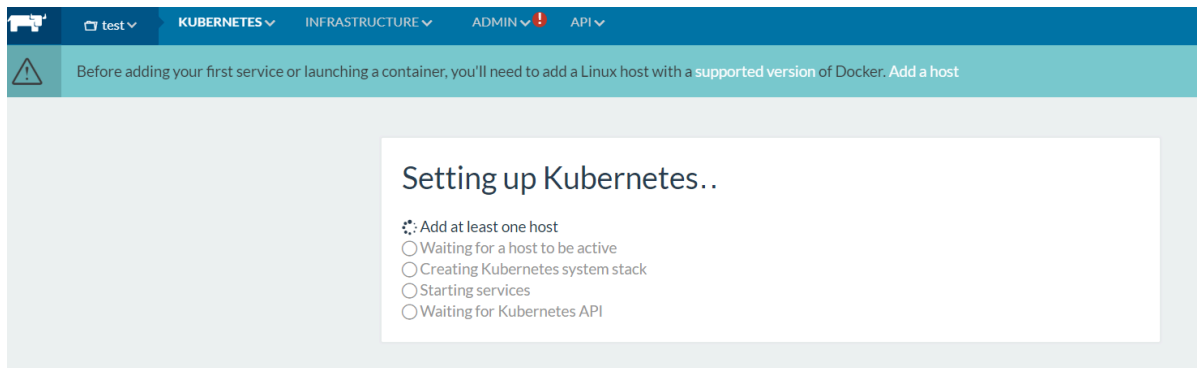 test KUBERNETES INFRASTRUCTURE ADMIN API
Before adding your first service or launching a container, you'll need to add a Linux host with a supported version of Docker. Add a host
Setting up Kubernetes..
Add at least one host
Waiting for a host to be active
Creating Kubernetes system stack
Starting services
Waiting for Kubernetes API